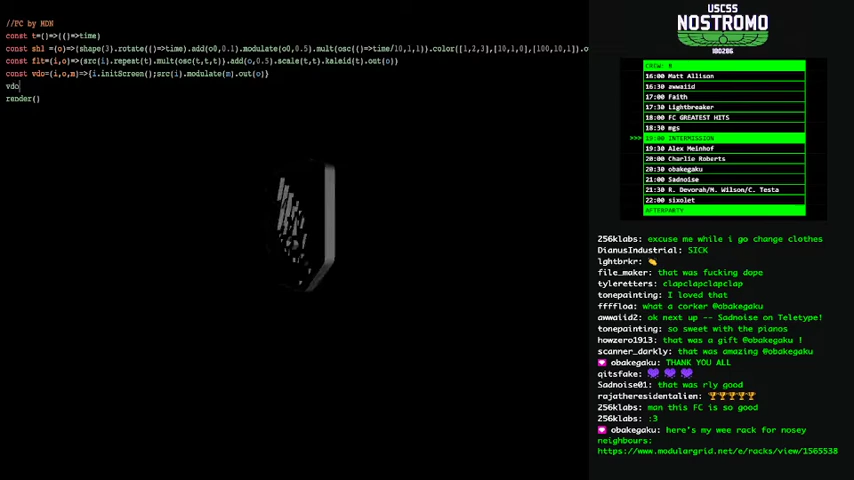 //FC by MDN
const t=()=>(()=>time)
const shl =(o)=>(shape(3).rotate(()=>time).add(o0,0.1).modulate(o0,0.5).mult(osc(()=>time/10,1,1)).color([1,2,3],[10,1,0],[100,10,1]).o
const flt=(i,o)=>(src(i).repeat(t).mult(osc(t,t,t)).add(o,0.5).scale(t,t).kaleid(t).out(o))
const vdo=(i,o,m)=>{i.initScreen();src(i).modulate(m).out(o)}
vdo
render()
USCSS
NOSTROMO
180286
CREW: 8
16:00 Matt Allison
16:30 awwaiid
17:00 Faith
17:30 Lightbreaker
18:00 FC GREATEST HITS
18:30 mgs
>>> 19:00 INTERMISSION
19:30 Alex Meinhof
20:00 Charlie Roberts
20:30 obakegaku
21:00 Sadnoise
21:30 R. Devorah/M. Wilson/C. Testa
22:00 sixolet
AFTERPARTY
256klabs: excuse me while i go change clothes
DianusIndustrial: SICK
lghtbrkr: 👏
file_maker: that was fucking dope
tyleretters: clapclapclapclap
tonepainting: I loved that
ffffloa: what a corker @obakegaku
awwaiid2: ok next up -- Sadnoise on Teletype!
tonepainting: so sweet with the pianos
howzero1913: that was a gift @obakegaku !
scanner_darkly: that was amazing @obakegaku
obakegaku: THANK YOU ALL
qitsfake: 💜 💜 💜
Sadnoise01: that was rly good
rajatheresidentalien: 🏆🏆🏆🏆🏆
256klabs: man this FC is so good
256klabs: :3
obakegaku: here's my wee rack for nosey
neighbours:
https://www.modulargrid.net/e/racks/view/1565538